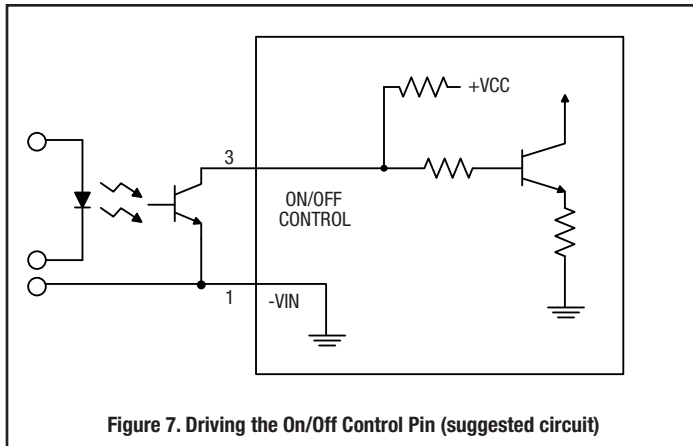 +VCC
3
ON/OFF
CONTROL
1
-VIN
Figure 7. Driving the On/Off Control Pin (suggested circuit)